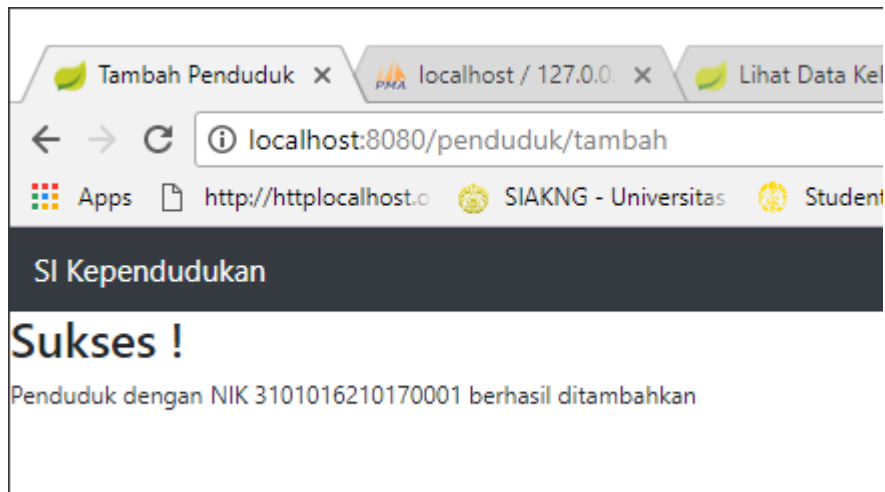 Tambah Penduduk localhost / 127.0.0. Lihat Data Kel
localhost:8080/penduduk/tambah
Apps http://httplocalhost.o SIAKNG - Universitas Student
SI Kependudukan
Sukses !
Penduduk dengan NIK 3101016210170001 berhasil ditambahkan